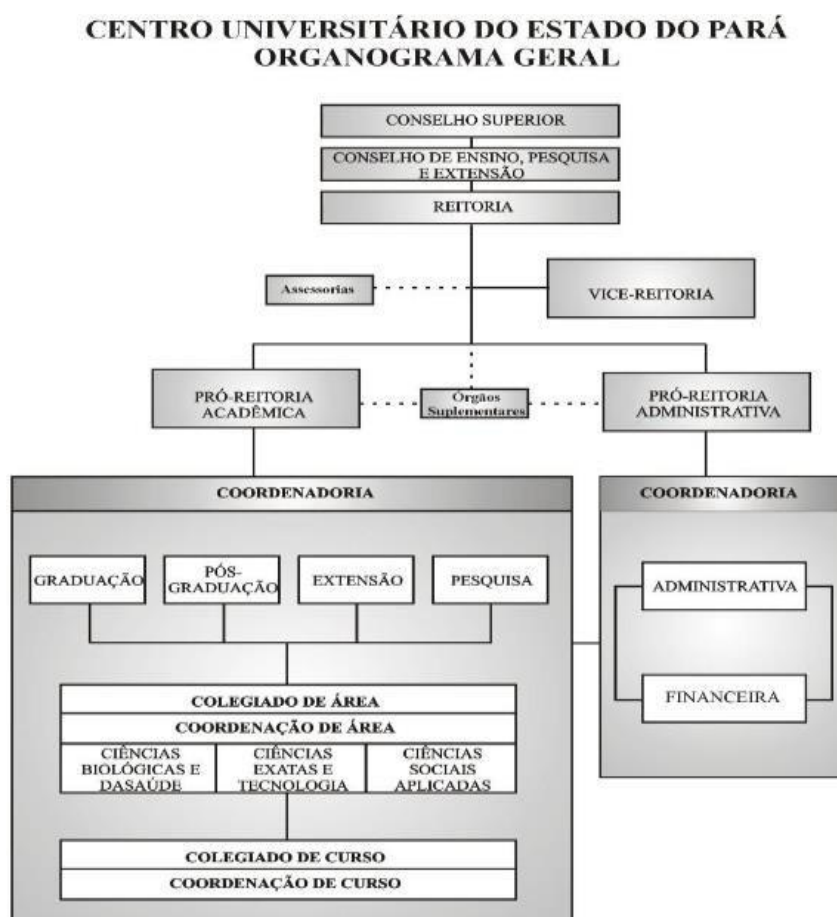 CENTRO UNIVERSITÁRIO DO ESTADO DO PARÁ
ORGANOGRAMA GERAL
CONSELHO SUPERIOR
CONSELHO DE ENSINO, PESQUISA
E EXTENSÃO
REITORIA
Assessorias
VICE-REITORIA
PRÓ-REITORIA
ACADÊMICA
Órgãos
Suplementares
PRÓ-REITORIA
ADMINISTRATIVA
COORDENADORIA
GRADUAÇÃO
PÓS-
GRADUAÇÃO
EXTENSÃO
PESQUISA
COLEGIADO DE ÁREA
COORDENAÇÃO DE ÁREA
CIÊNCIAS
BIOLÓGICAS E
DASAÚDE
CIÊNCIAS
EXATAS E
TECNOLOGIA
CIÊNCIAS
SOCIAIS
APLICADAS
COLEGIADO DE CURSO
COORDENAÇÃO DE CURSO
COORDENADORIA
ADMINISTRATIVA
FINANCEIRA